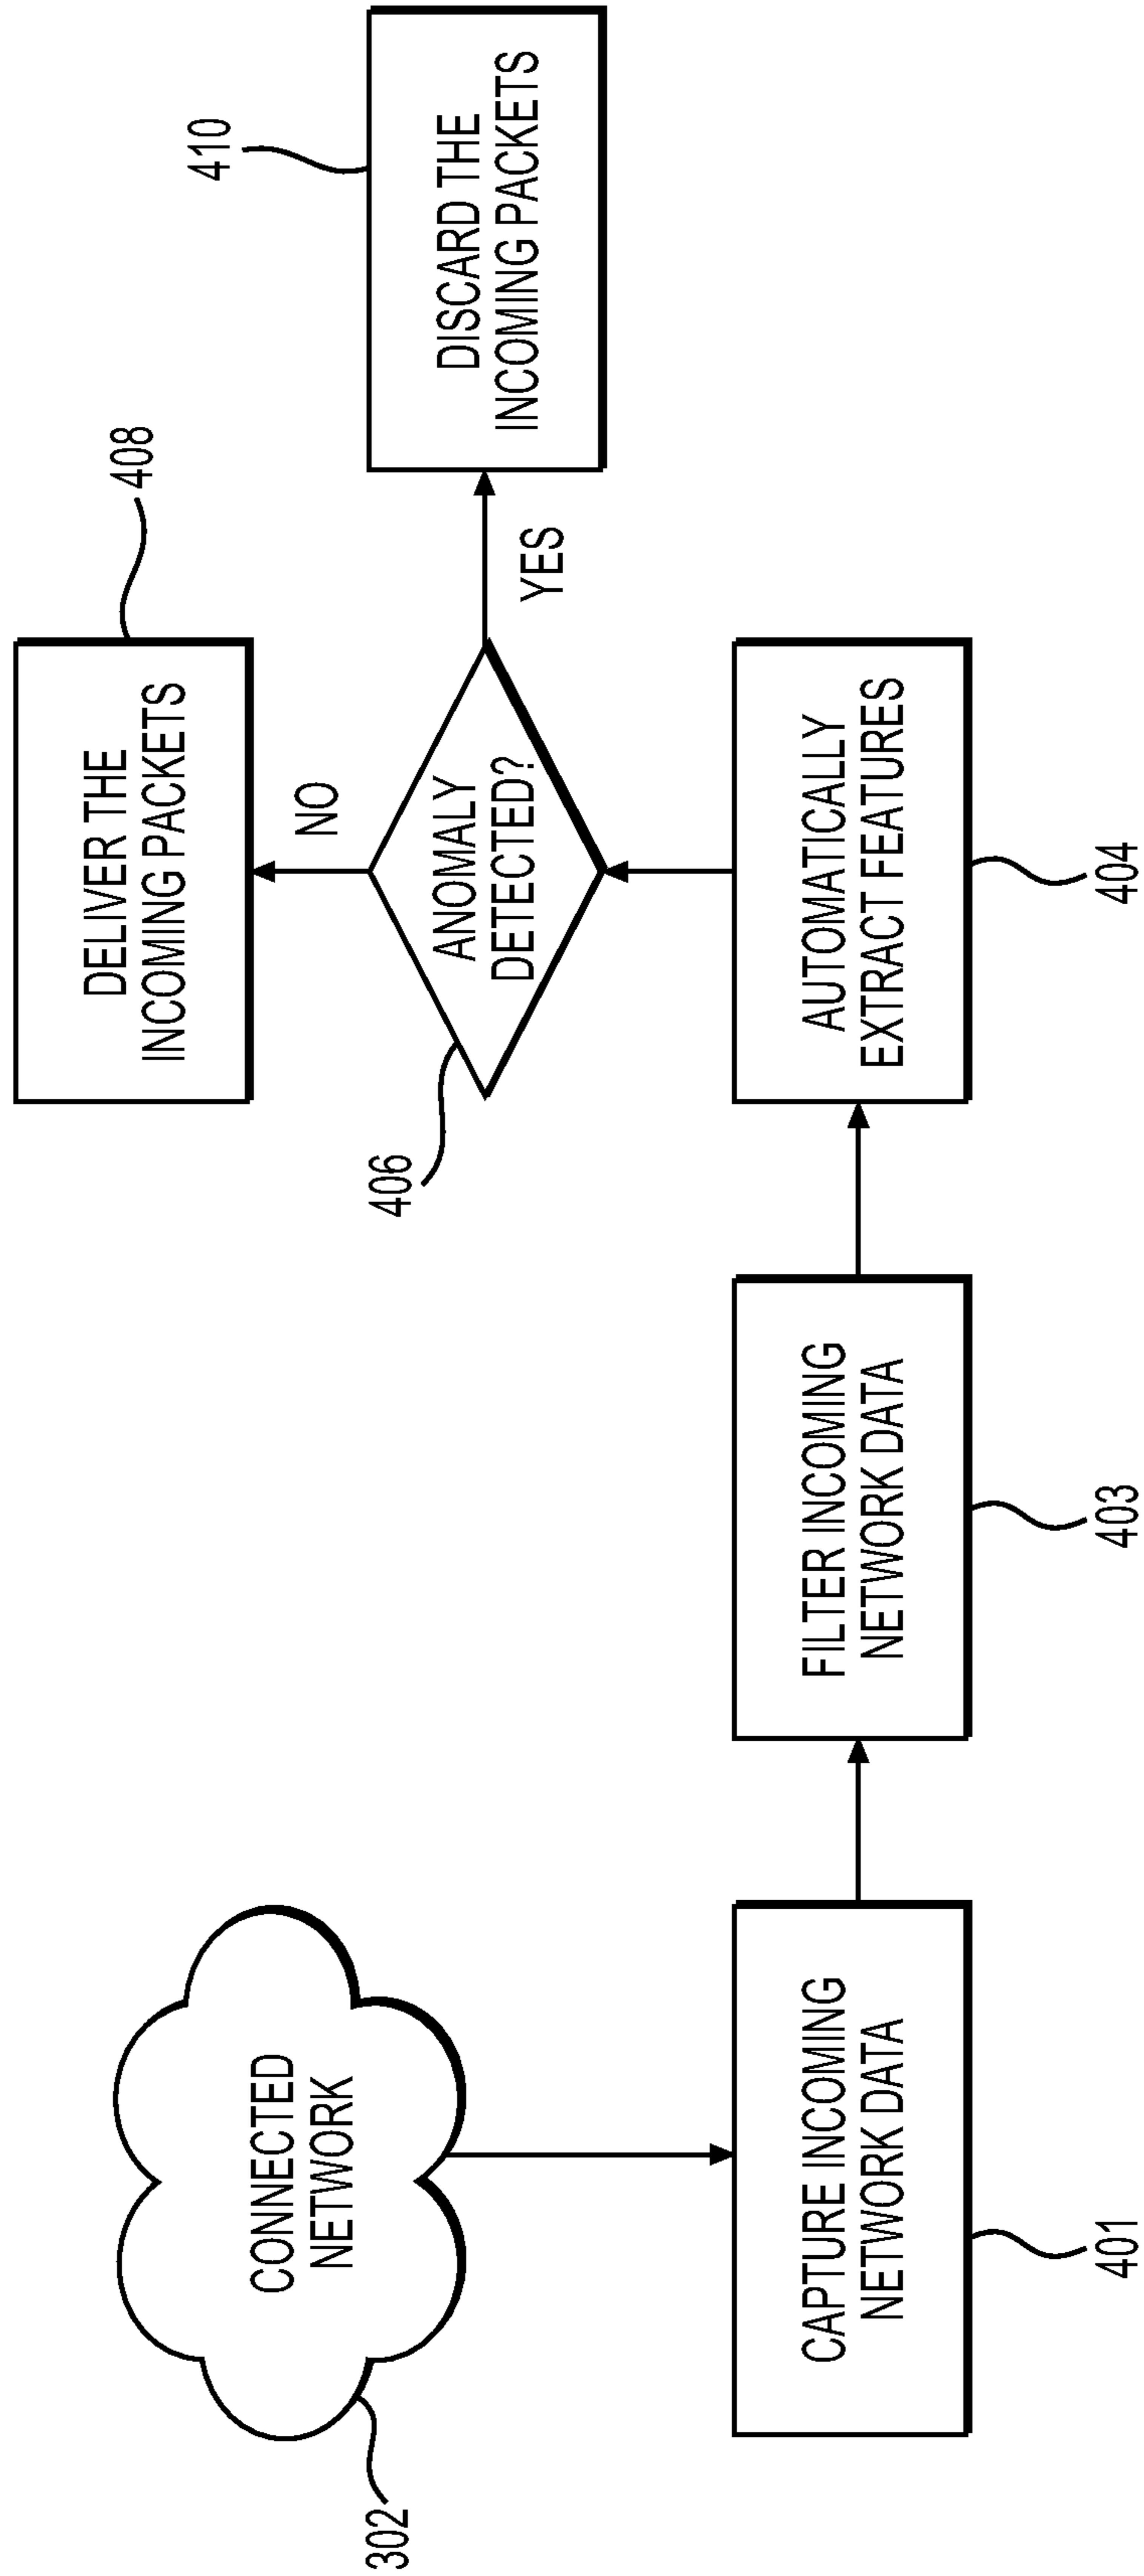 302
CONNECTED
NETWORK
CAPTURE INCOMING
NETWORK DATA
401
FILTER INCOMING
NETWORK DATA
403
AUTOMATICALLY
EXTRACT FEATURES
404
406
ANOMALY
DETECTED?
NO
DELIVER THE
INCOMING PACKETS
408
YES
DISCARD THE
INCOMING PACKETS
410